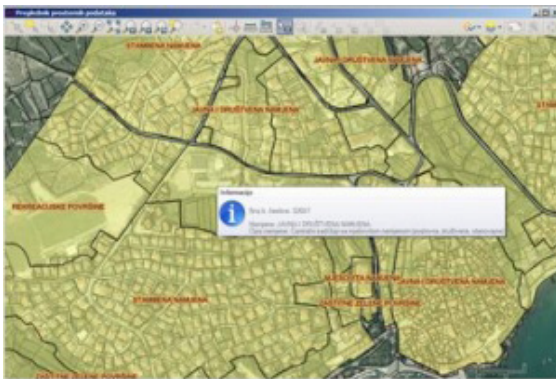 Preglednik prostornih podataka
STAMBENA NAMJENA
JAVNA I DRUŠTVENA NAMJENA
JAVNA I DRUŠTVENA NAMJENA
REKREACIJSKE POVRŠINE
Informacija
Namjena: JAVNA I DRUŠTVENA NAMJENA
STAMBENA NAMJENA
MJEŠOVITA NAMJENA
JAVNA I DRUŠTVENA NAMJENA
ZAŠTITNE ZELENE POVRŠINE
ZAŠTITNE ZELENE POVRŠINE